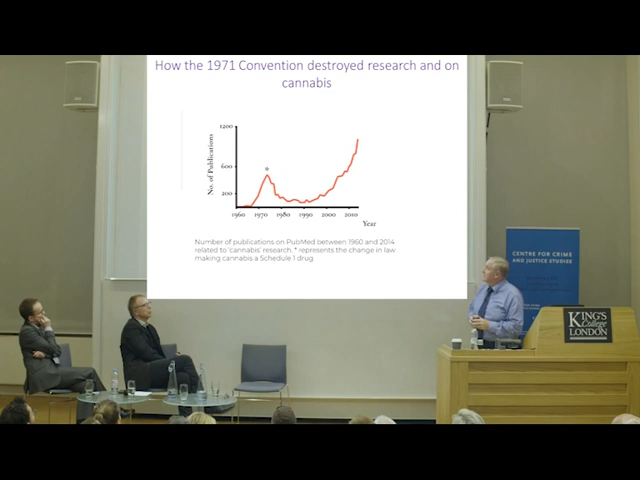 How the 1971 Convention destroyed research and on
cannabis
1200
600
200
No. of Publications
*
1960 1970 1980 1990 2000 2010
Year
Number of publications on PubMed between 1960 and 2014
related to 'cannabis' research. * represents the change in law
making cannabis a Schedule 1 drug
CENTRE FOR CRIME
AND JUSTICE STUDIES
KING'S
College
LONDON